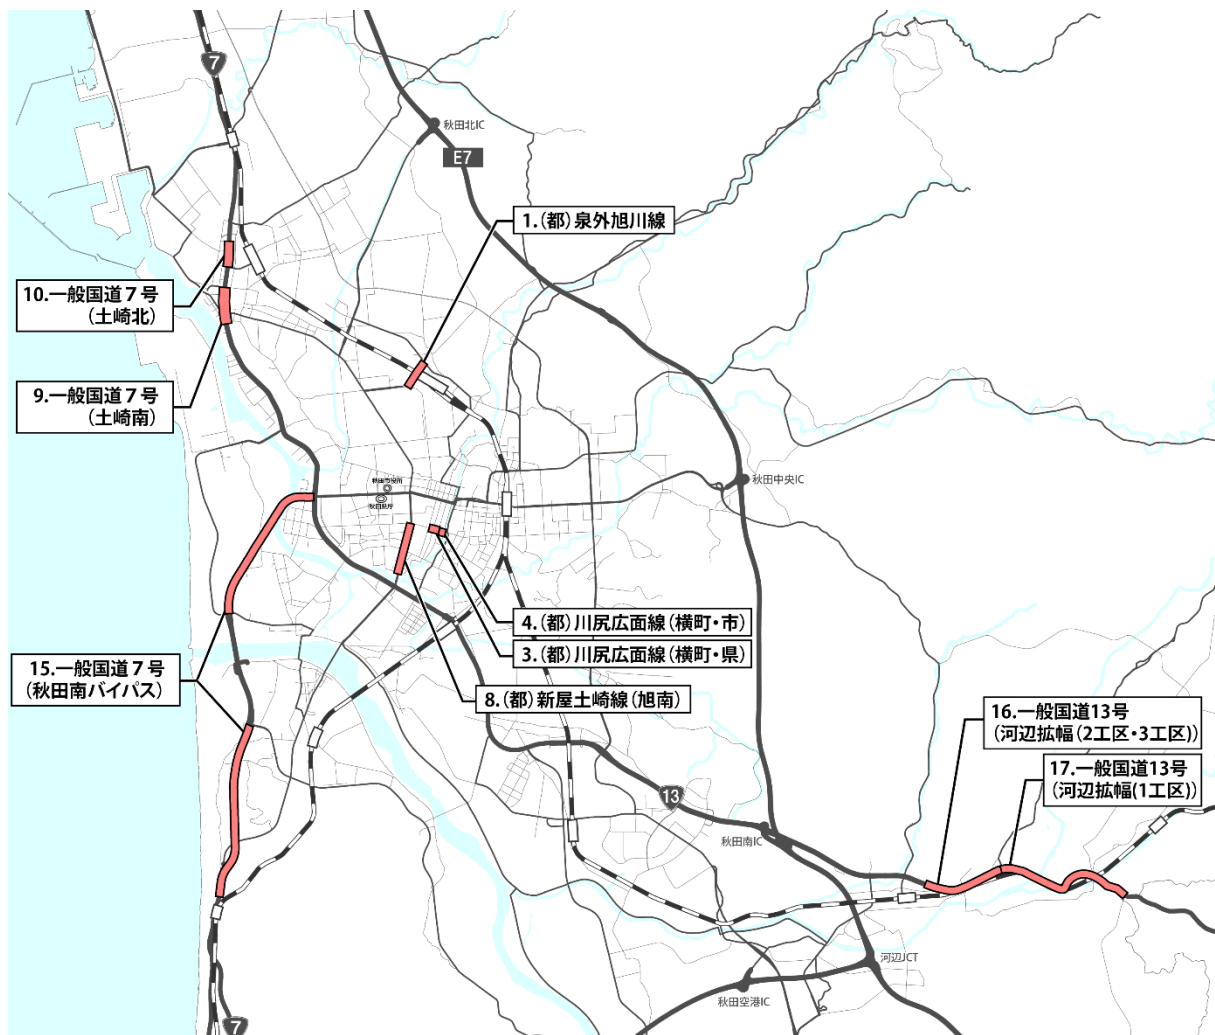 7
秋田北IC
E7
1.(都)泉外旭川線
10.一般国道7号
(土崎北)
9.一般国道7号
(土崎南)
秋田市役所
秋田県庁
秋田中央IC
4.(都)川尻広面線(横町・市)
3.(都)川尻広面線(横町・県)
15.一般国道7号
(秋田南バイパス)
8.(都)新屋土崎線(旭南)
16.一般国道13号
(河辺拡幅(2工区・3工区))
17.一般国道13号
(河辺拡幅(1工区))
13
秋田南IC
河辺JCT
秋田空港IC
7